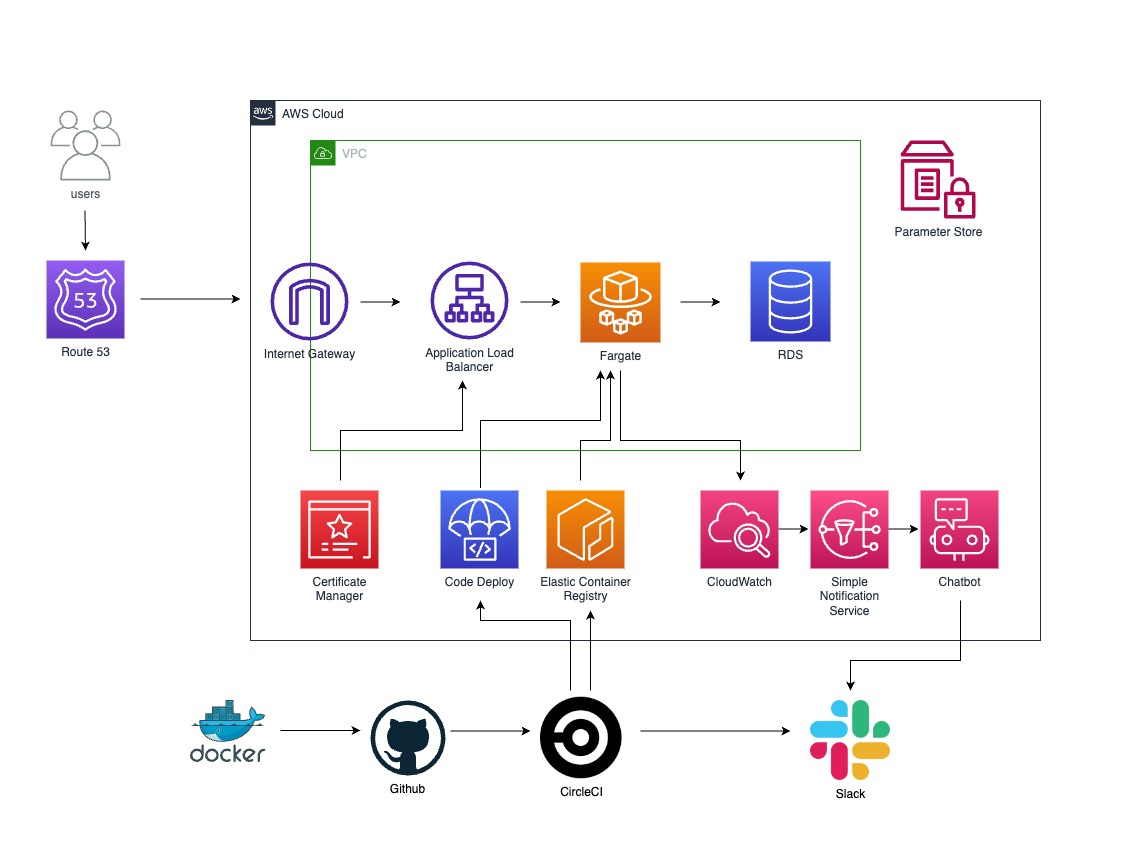 aws
AWS Cloud
VPC
users
Parameter Store
53
Route 53
Internet Gateway
Application Load
Balancer
Fargate
RDS
</>
Certificate
Manager
Code Deploy
Elastic Container
Registry
CloudWatch
Simple
Notification
Service
Chatbot
docker
Github
CircleCI
Slack